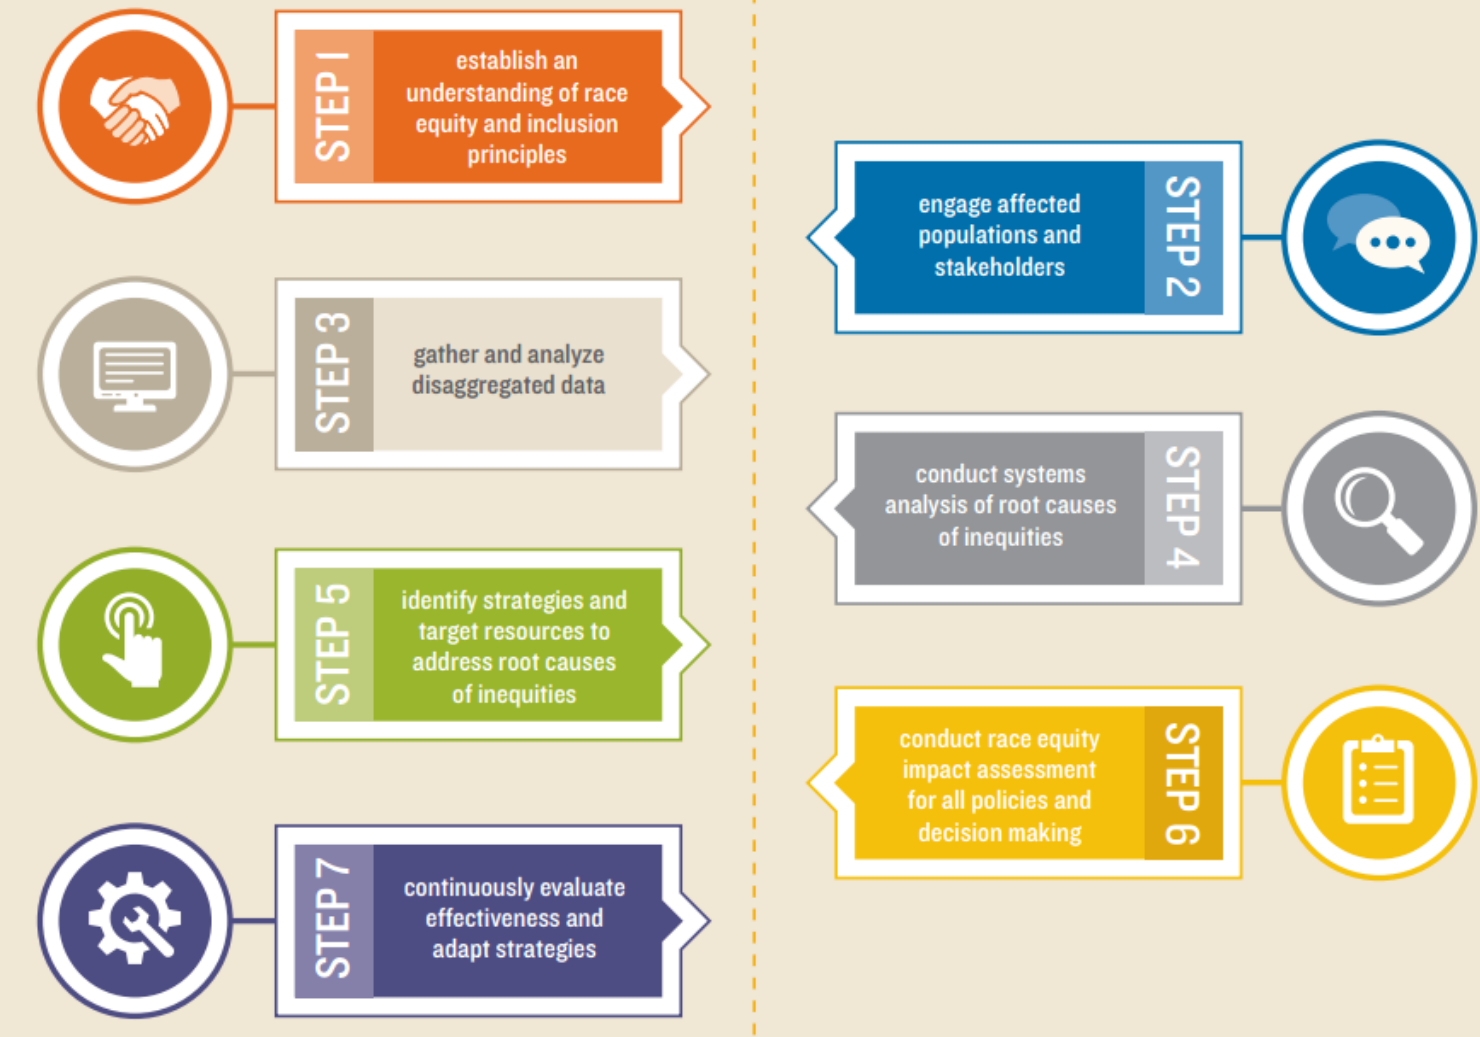 STEP 1
establish an
understanding of race
equity and inclusion
principles
STEP 2
engage affected
populations and
stakeholders
STEP 3
gather and analyze
disaggregated data
STEP 4
conduct systems
analysis of root causes
of inequities
STEP 5
identify strategies and
target resources to
address root causes
of inequities
STEP 6
conduct race equity
impact assessment
for all policies and
decision making
STEP 7
continuously evaluate
effectiveness and
adapt strategies